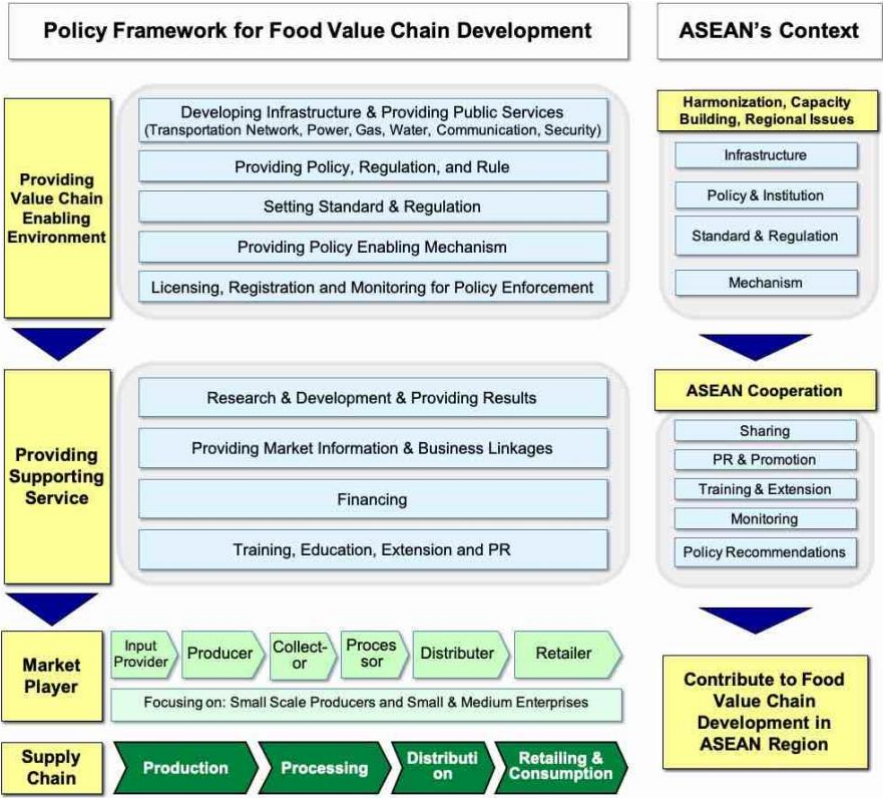 Policy Framework for Food Value Chain Development
ASEAN's Context
Providing
Value Chain
Enabling
Environment
Developing Infrastructure & Providing Public Services
(Transportation Network, Power, Gas, Water, Communication, Security)
Providing Policy, Regulation, and Rule
Setting Standard & Regulation
Providing Policy Enabling Mechanism
Licensing, Registration and Monitoring for Policy Enforcement
Harmonization, Capacity
Building, Regional Issues
Infrastructure
Policy & Institution
Standard & Regulation
Mechanism
Providing
Supporting
Service
Research & Development & Providing Results
Providing Market Information & Business Linkages
Financing
Training, Education, Extension and PR
ASEAN Cooperation
Sharing
PR & Promotion
Training & Extension
Monitoring
Policy Recommendations
Market
Player
Input
Provider
Producer
Collect-
or
Proces
sor
Distributer
Retailer
Focusing on: Small Scale Producers and Small & Medium Enterprises
Supply
Chain
Production
Processing
Distributi
on
Retailing &
Consumption
Contribute to Food
Value Chain
Development in
ASEAN Region